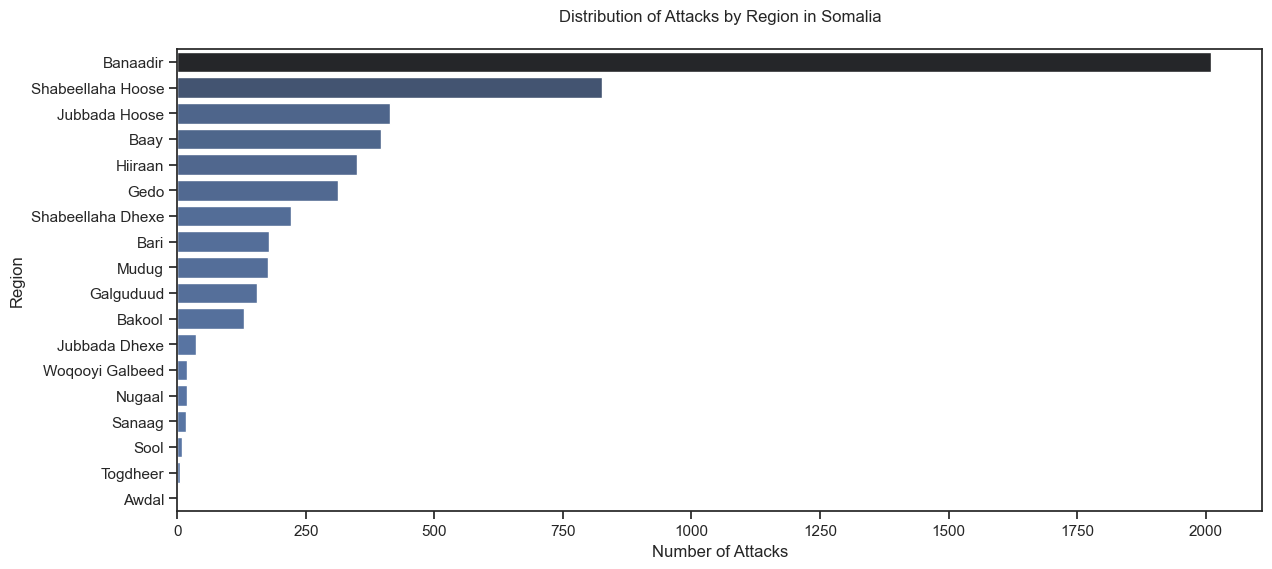 Distribution of Attacks by Region in Somalia
Banaadir
Shabeellaha Hoose
Jubbada Hoose
Baay
Hiiraan
Gedo
Shabeellaha Dhexe
Bari
Mudug
Galguduud
Bakool
Jubbada Dhexe
Woqooyi Galbeed
Nugaal
Sanaag
Sool
Togdheer
Awdal
Region
0 250 500 750 1000 1250 1500 1750 2000
Number of Attacks